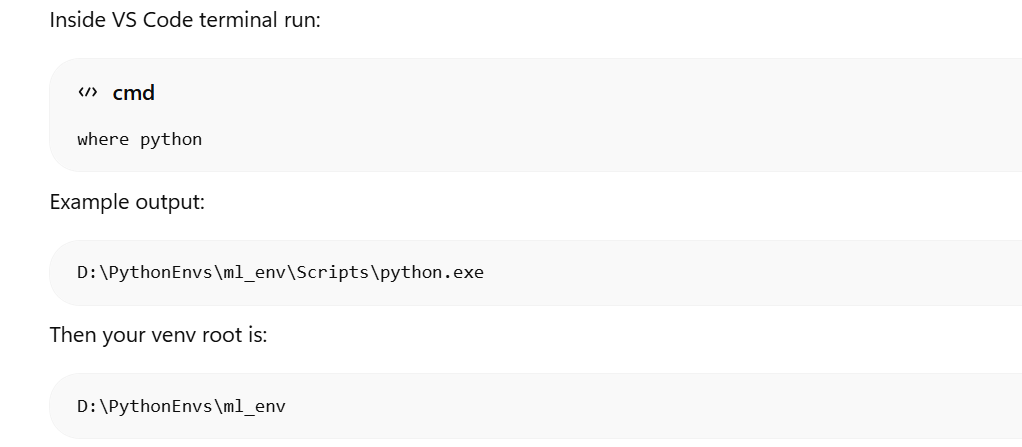 Inside VS Code terminal run:
cmd
where python
Example output:
D:\PythonEnvs\ml_env\Scripts\python.exe
Then your venv root is:
D:\PythonEnvs\ml_env